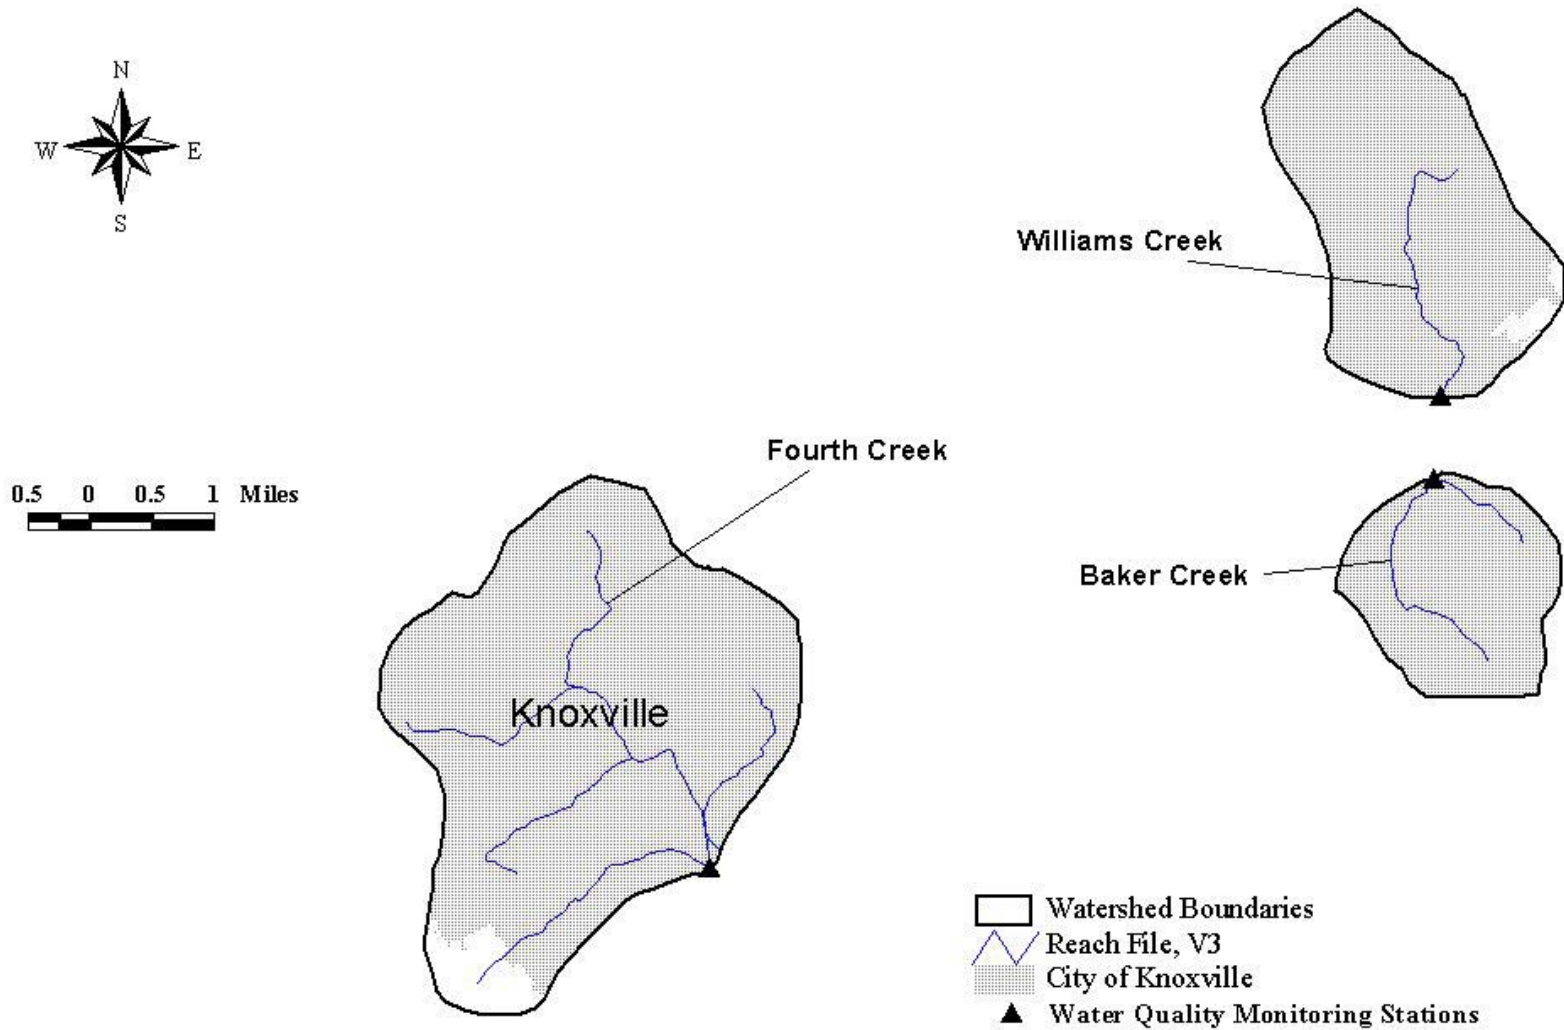 N
W E
S
Williams Creek
Fourth Creek
0.5 0 0.5 1 Miles
Baker Creek
Knoxville
Watershed Boundaries
Reach File, V3
City of Knoxville
Water Quality Monitoring Stations